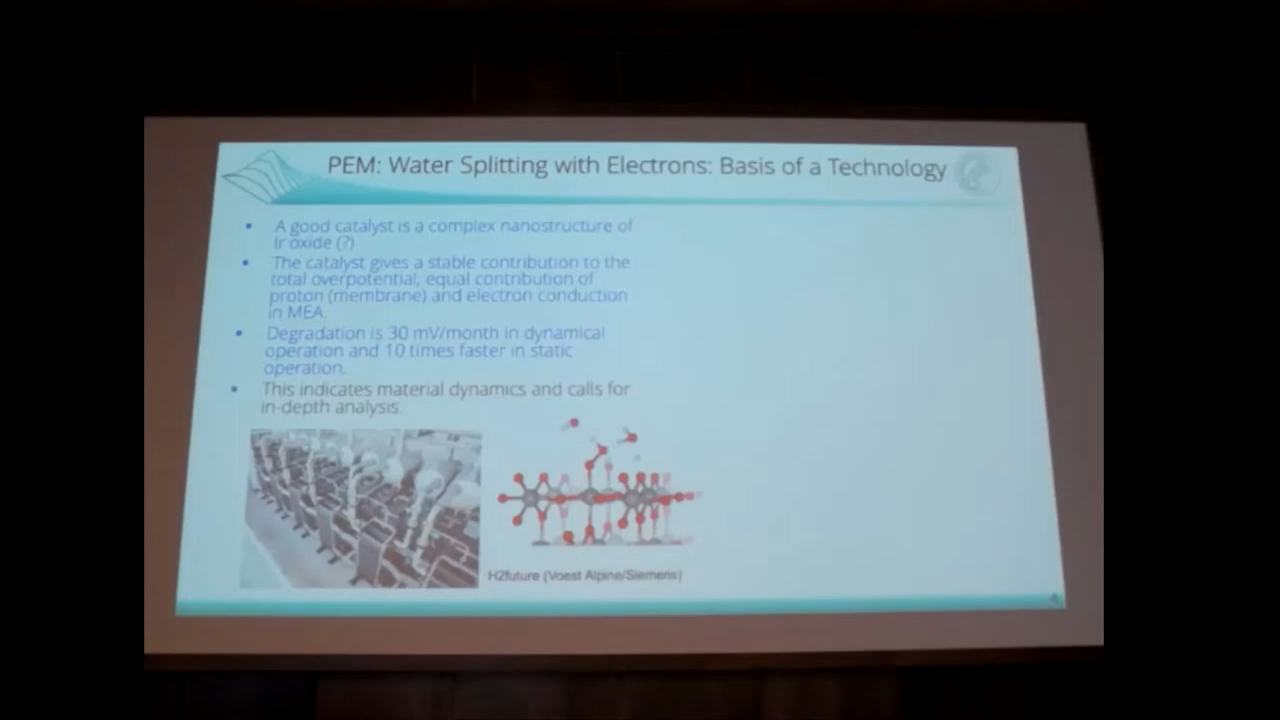 PEM: Water Splitting with Electrons: Basis of a Technology
• A good catalyst is a complex nanostructure of
Ir oxide (?)
• The catalyst gives a stable contribution to the
total overpotential; equal contribution of
proton (membrane) and electron conduction
in MEA.
• Degradation is 30 mV/month in dynamical
operation and 10 times faster in static
operation.
• This indicates material dynamics and calls for
in-depth analysis.
H2future (Voest Alpine/Siemens)
4